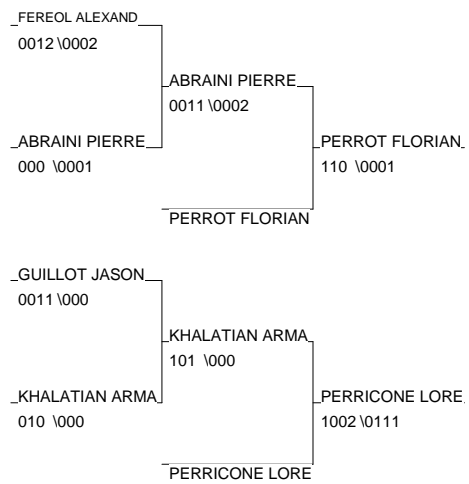 FEREOL ALEXAND
0012 \0002
ABRAINI PIERRE
0011 \0002
ABRAINI PIERRE
000 \0001
PERROT FLORIAN
110 \0001
PERROT FLORIAN
GUILLOT JASON
0011 \000
KHALATIAN ARMA
101 \000
KHALATIAN ARMA
010 \000
PERRICONE LORE
1002 \0111
PERRICONE LORE